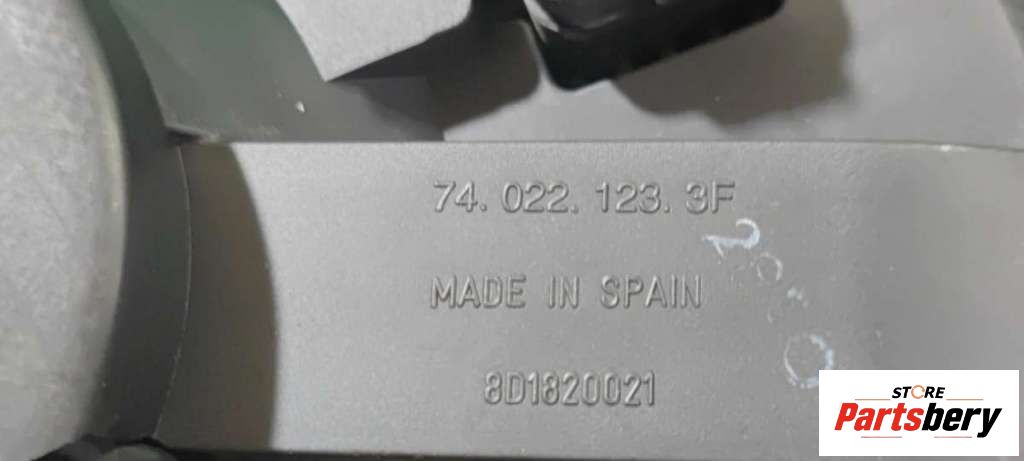 74. 022. 123. 3F
MADE IN SPAIN
8D1820021
STORE
Partsbery